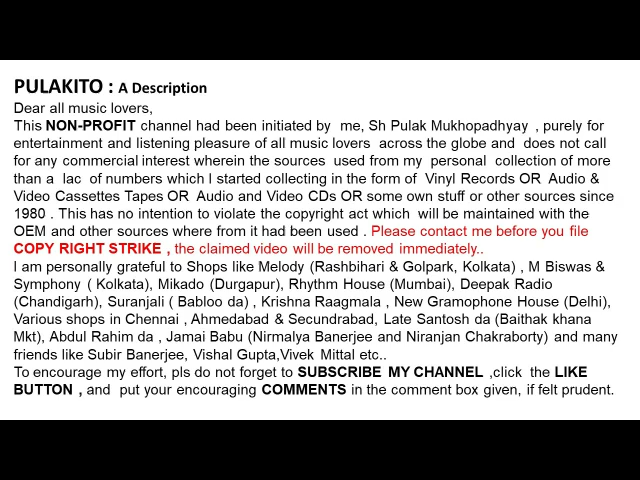 PULAKITO : A Description
Dear all music lovers,
This NON-PROFIT channel had been initiated by me, Sh Pulak Mukhopadhyay , purely for
entertainment and listening pleasure of all music lovers across the globe and does not call
for any commercial interest wherein the sources used from my personal collection of more
than a lac of numbers which I started collecting in the form of Vinyl Records OR Audio &
Video Cassettes Tapes OR Audio and Video CDs OR some own stuff or other sources since
1980 . This has no intention to violate the copyright act which will be maintained with the
OEM and other sources where from it had been used . Please contact me before you file
COPY RIGHT STRIKE , the claimed video will be removed immediately..
I am personally grateful to Shops like Melody (Rashbihari & Golpark, Kolkata) , M Biswas &
Symphony ( Kolkata), Mikado (Durgapur), Rhythm House (Mumbai), Deepak Radio
(Chandigarh), Suranjali ( Babloo da) , Krishna Raagmala , New Gramophone House (Delhi),
Various shops in Chennai , Ahmedabad & Secundrabad, Late Santosh da (Baithak khana
Mkt), Abdul Rahim da , Jamai Babu (Nirmalya Banerjee and Niranjan Chakraborty) and many
friends like Subir Banerjee, Vishal Gupta,Vivek Mittal etc..
To encourage my effort, pls do not forget to SUBSCRIBE MY CHANNEL ,click the LIKE
BUTTON , and put your encouraging COMMENTS in the comment box given, if felt prudent.